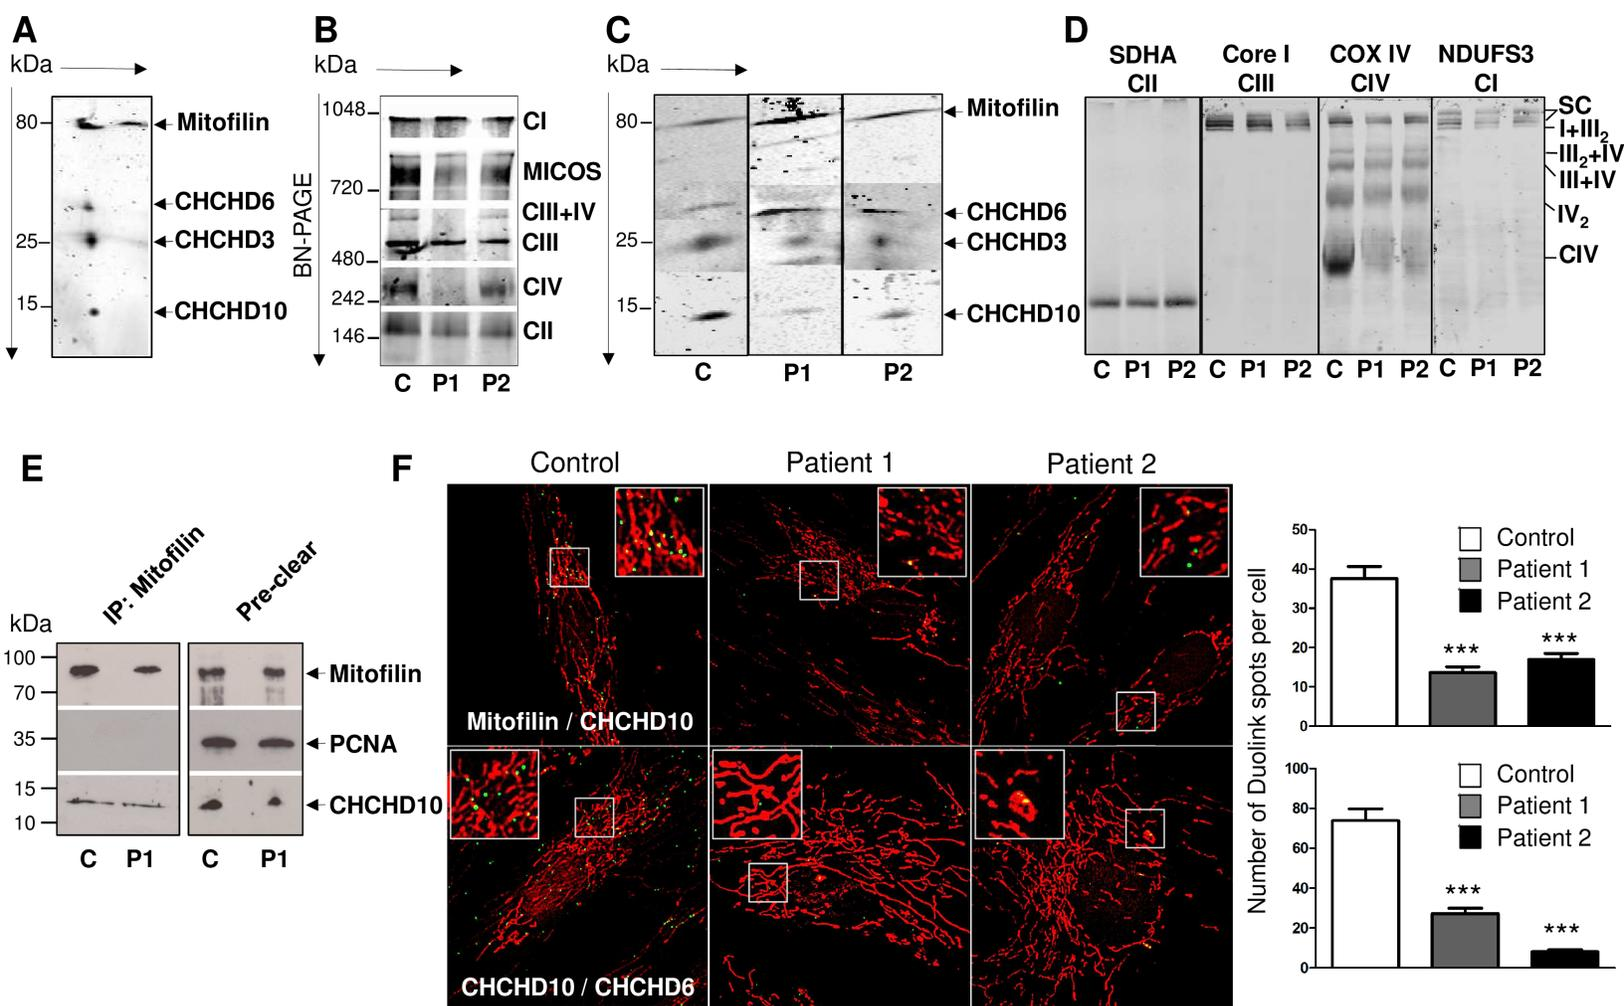 A
kDa
80
Mitofilin
CHCHD6
25
CHCHD3
15
CHCHD10
B
kDa
BN-PAGE
1048
CI
MICOS
720
CIII+IV
CIII
480
CIV
242
CII
146
C P1 P2
C
kDa
80
Mitofilin
CHCHD6
25
CHCHD3
15
CHCHD10
C P1 P2
D
SDHA Core I COX IV NDUFS3
CII CIII CIV CI
SC
I+III2
III2+IV
III+IV
IV2
CIV
C P1 P2 C P1 P2 C P1 P2 C P1 P2
E
IP: Mitofilin
Pre-clear
kDa
100
Mitofilin
70
35
PCNA
15
CHCHD10
10
C P1 C P1
F
Control Patient 1 Patient 2
Mitofilin / CHCHD10
CHCHD10 / CHCHD6
Number of Duolink spots per cell
50
40
30
20
10
0
Control
Patient 1
Patient 2
*** ***
100
80
60
40
20
0
Control
Patient 1
Patient 2
*** ***